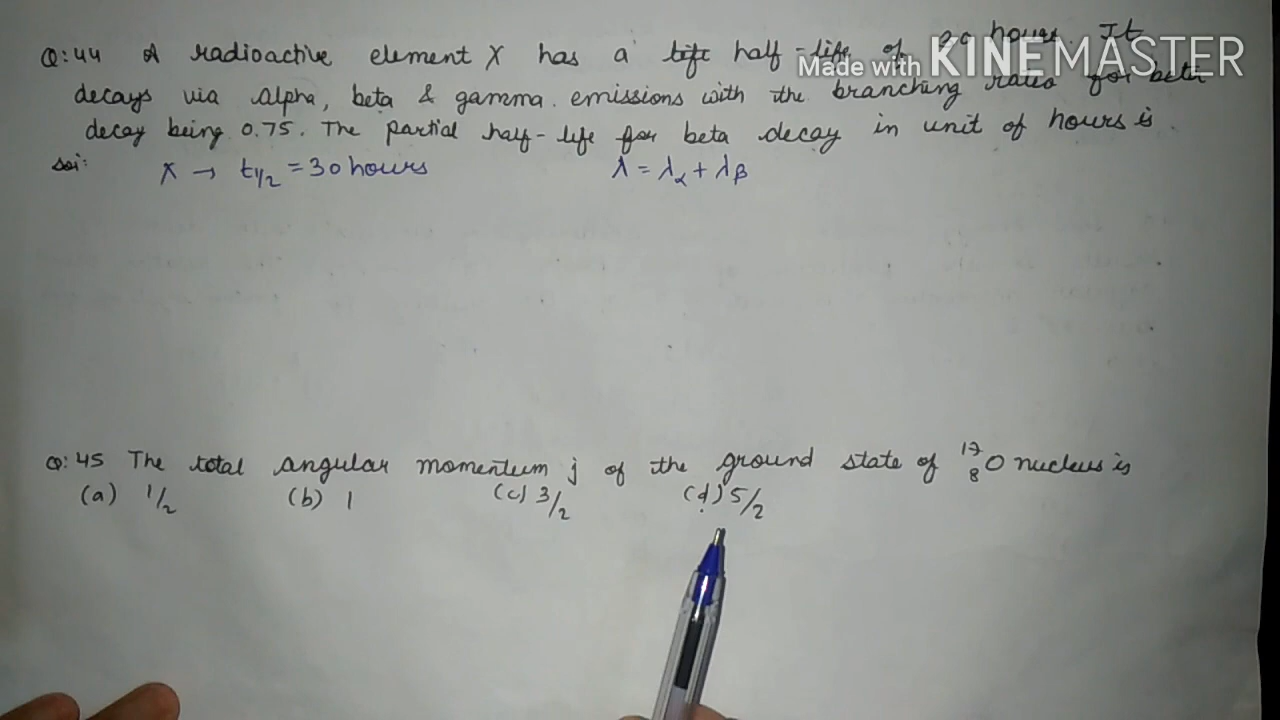 Q:44 A radioactive element X has a life half-life of hours. It
Made with KINEMASTER
decays via alpha, beta & gamma emissions with the branching ratio for beta
decay being 0.75. The partial half-life for beta decay in unit of hours is
Sol: X → t1/2 = 30 hours λ = λα + λβ
Q:45 The total angular momentum j of the ground state of 17 8 O nucleus is
(a) 1/2 (b) 1 (c) 3/2 (d) 5/2